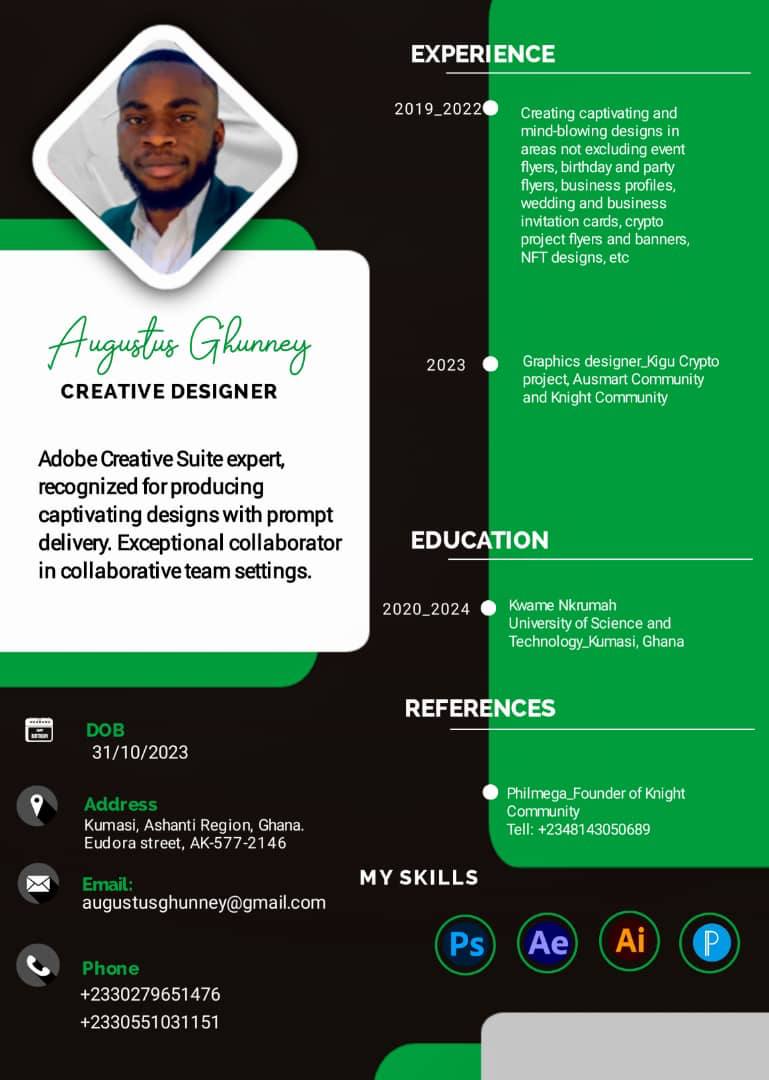 Augustus Ghunney
CREATIVE DESIGNER
Adobe Creative Suite expert,
recognized for producing
captivating designs with prompt
delivery. Exceptional collaborator
in collaborative team settings.
DOB
31/10/2023
Address
Kumasi, Ashanti Region, Ghana.
Eudora street, AK-577-2146
Email:
augustusghunney@gmail.com
Phone
+2330279651476
+2330551031151
EXPERIENCE
2019_2022
Creating captivating and
mind-blowing designs in
areas not excluding event
flyers, birthday and party
flyers, business profiles,
wedding and business
invitation cards, crypto
project flyers and banners,
NFT designs, etc
2023
Graphics designer_Kigu Crypto
project, Ausmart Community
and Knight Community
EDUCATION
2020_2024
Kwame Nkrumah
University of Science and
Technology_Kumasi, Ghana
REFERENCES
Philmega_Founder of Knight
Community
Tell: +2348143050689
MY SKILLS
Ps Ae Ai P